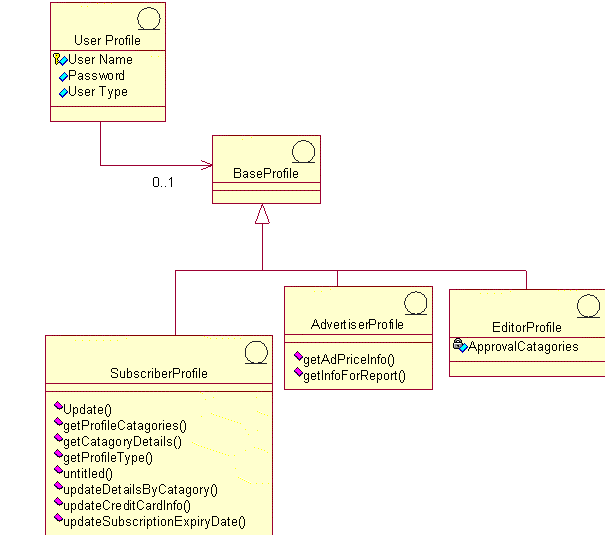 User Profile
User Name
Password
User Type
0..1
BaseProfile
AdvertiserProfile
getAdPriceInfo()
getInfoForReport()
EditorProfile
ApprovalCatagories
SubscriberProfile
Update()
getProfileCatagories()
getCatagoryDetails()
getProfileType()
untitled()
updateDetailsByCatagory()
updateCreditCardInfo()
updateSubscriptionExpiryDate()